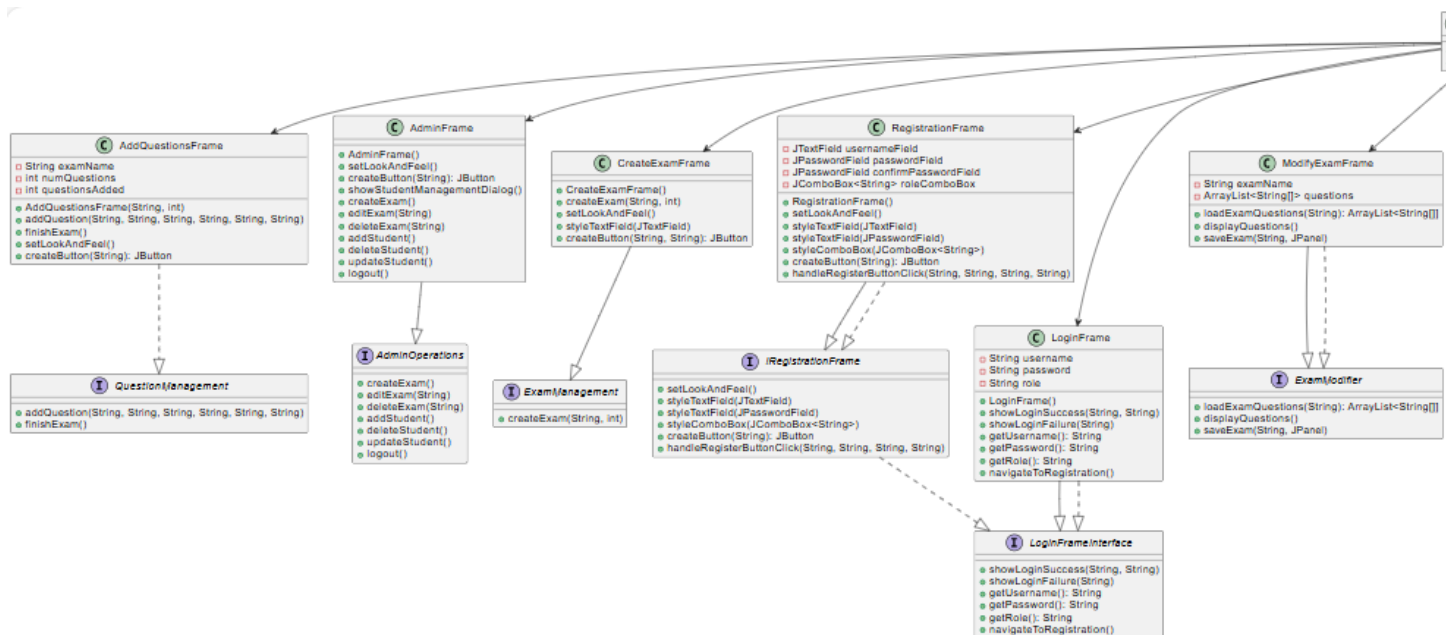 C AddQuestionsFrame
String examName
int numQuestions
int questionsAdded
AddQuestionsFrame(String, int)
addQuestion(String, String, String, String, String, String)
finishExam()
setLookAndFeel()
createButton(String): JButton
C AdminFrame
AdminFrame()
setLookAndFeel()
createButton(String): JButton
showStudentManagementDialog()
createExam()
editExam(String)
deleteExam(String)
addStudent()
deleteStudent()
updateStudent()
logout()
C CreateExamFrame
CreateExamFrame()
createExam(String, int)
setLookAndFeel()
styleTextField(JTextField)
createButton(String, String): JButton
C RegistrationFrame
JTextField usernameField
JPasswordField passwordField
JPasswordField confirmPasswordField
JComboBox<String> roleComboBox
RegistrationFrame()
setLookAndFeel()
styleTextField(JTextField)
styleTextField(JPasswordField)
styleComboBox(JComboBox<String>)
createButton(String): JButton
handleRegisterButtonClick(String, String, String, String)
C ModifyExamFrame
String examName
ArrayList<String[]> questions
loadExamQuestions(String): ArrayList<String[]
displayQuestions()
saveExam(String, JPanel)
C LoginFrame
String username
String password
String role
LoginFrame()
showLoginSuccess(String, String)
showLoginFailure(String)
getUsername(): String
getPassword(): String
getRole(): String
navigateToRegistration()
I QuestionManagement
addQuestion(String, String, String, String, String, String)
finishExam()
I AdminOperations
createExam()
editExam(String)
deleteExam(String)
addStudent()
deleteStudent()
updateStudent()
logout()
I ExamManagement
createExam(String, int)
I IRegistrationFrame
setLookAndFeel()
styleTextField(JTextField)
styleTextField(JPasswordField)
styleComboBox(JComboBox<String>)
createButton(String): JButton
handleRegisterButtonClick(String, String, String, String)
I ExamModifier
loadExamQuestions(String): ArrayList<String[]
displayQuestions()
saveExam(String, JPanel)
I LoginFrameInterface
showLoginSuccess(String, String)
showLoginFailure(String)
getUsername(): String
getPassword(): String
getRole(): String
navigateToRegistration()